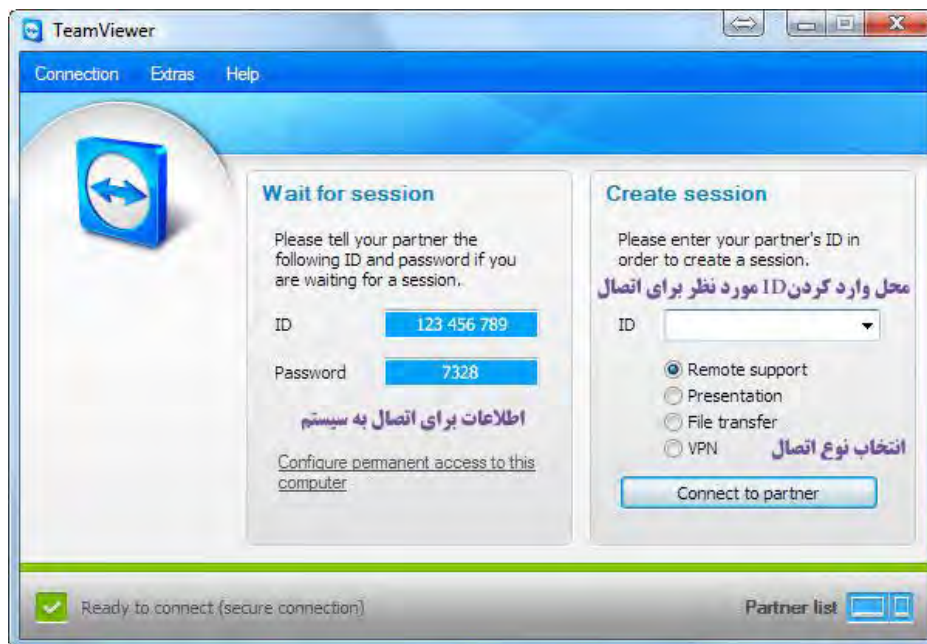 TeamViewer
Connection Extras Help
Wait for session
Please tell your partner the
following ID and password if you
are waiting for a session.
ID 123 456 789
Password 7328
اطلاعات برای اتصال به سیستم
Configure permanent access to this
computer
Create session
Please enter your partner's ID in
order to create a session.
محل وارد کردن ID مورد نظر برای اتصال
ID
Remote support
Presentation
File transfer
VPN انتخاب نوع اتصال
Connect to partner
Ready to connect (secure connection)
Partner list